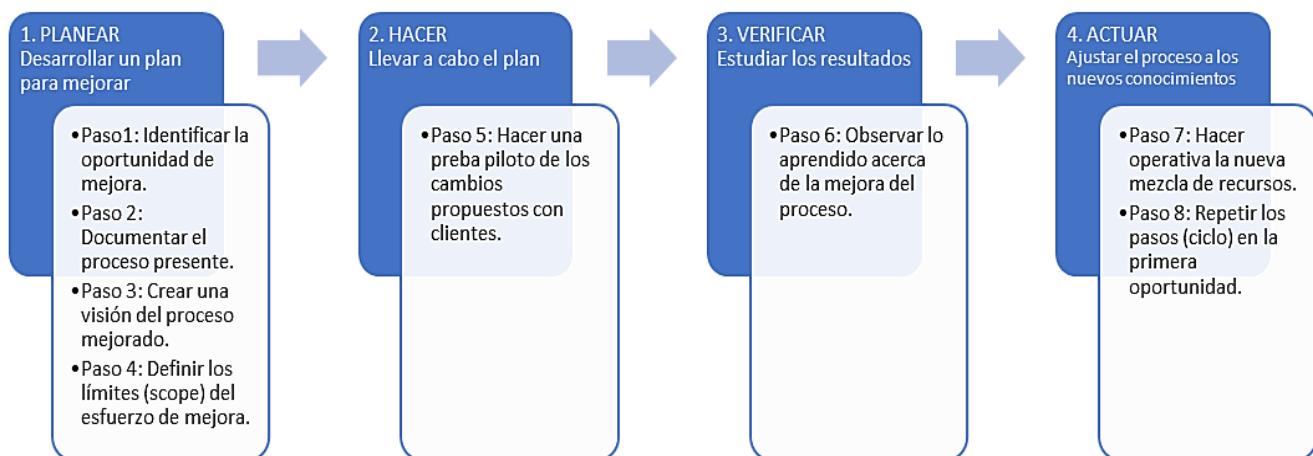 1. PLANEAR
Desarrollar un plan
para mejorar
•Paso1: Identificar la
oportunidad de
mejora.
•Paso 2:
Documentar el
proceso presente.
•Paso 3: Crear una
visión del proceso
mejorado.
•Paso 4: Definir los
límites (scope) del
esfuerzo de mejora.
2. HACER
Llevar a cabo el plan
•Paso 5: Hacer una
preba piloto de los
cambios
propuestos con
clientes.
3. VERIFICAR
Estudiar los resultados
•Paso 6: Observar lo
aprendido acerca
de la mejora del
proceso.
4. ACTUAR
Ajustar el proceso a los
nuevos conocimientos
•Paso 7: Hacer
operativa la nueva
mezcla de recursos.
•Paso 8: Repetir los
pasos (ciclo) en la
primera
oportunidad.